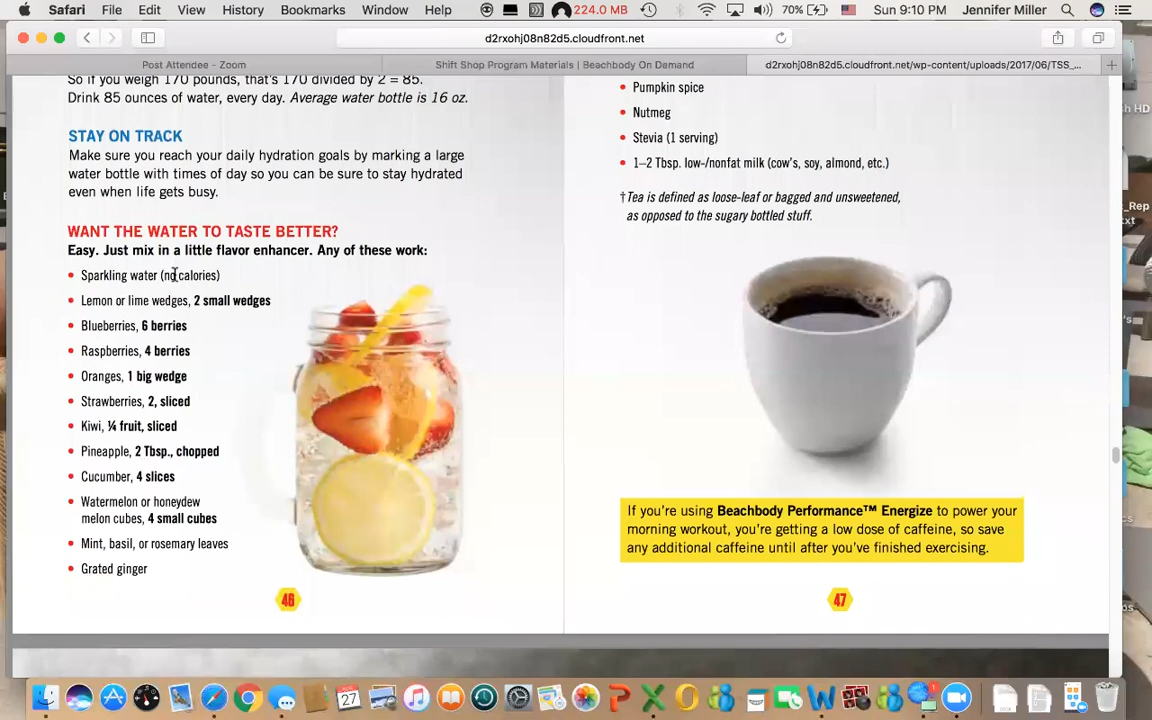 Safari File Edit View History Bookmarks Window Help 224.0 MB 70% Sun 9:10 PM Jennifer Miller
d2rxohj08n82d5.cloudfront.net
Post Attendee - Zoom
Shift Shop Program Materials | Beachbody On Demand
d2rxohj08n82d5.cloudfront.net/wp-content/uploads/2017/06/TSS_...
So if you weigh 170 pounds, that's 170 divided by 2 = 85.
Drink 85 ounces of water, every day. Average water bottle is 16 oz.
STAY ON TRACK
Make sure you reach your daily hydration goals by marking a large
water bottle with times of day so you can be sure to stay hydrated
even when life gets busy.
WANT THE WATER TO TASTE BETTER?
Easy. Just mix in a little flavor enhancer. Any of these work:
• Sparkling water (no calories)
• Lemon or lime wedges, 2 small wedges
• Blueberries, 6 berries
• Raspberries, 4 berries
• Oranges, 1 big wedge
• Strawberries, 2, sliced
• Kiwi, ¼ fruit, sliced
• Pineapple, 2 Tbsp., chopped
• Cucumber, 4 slices
• Watermelon or honeydew
melon cubes, 4 small cubes
• Mint, basil, or rosemary leaves
• Grated ginger
46
• Pumpkin spice
• Nutmeg
• Stevia (1 serving)
• 1–2 Tbsp. low-/nonfat milk (cow's, soy, almond, etc.)
†Tea is defined as loose-leaf or bagged and unsweetened,
as opposed to the sugary bottled stuff.
If you're using Beachbody Performance™ Energize to power your
morning workout, you're getting a low dose of caffeine, so save
any additional caffeine until after you've finished exercising.
47
27